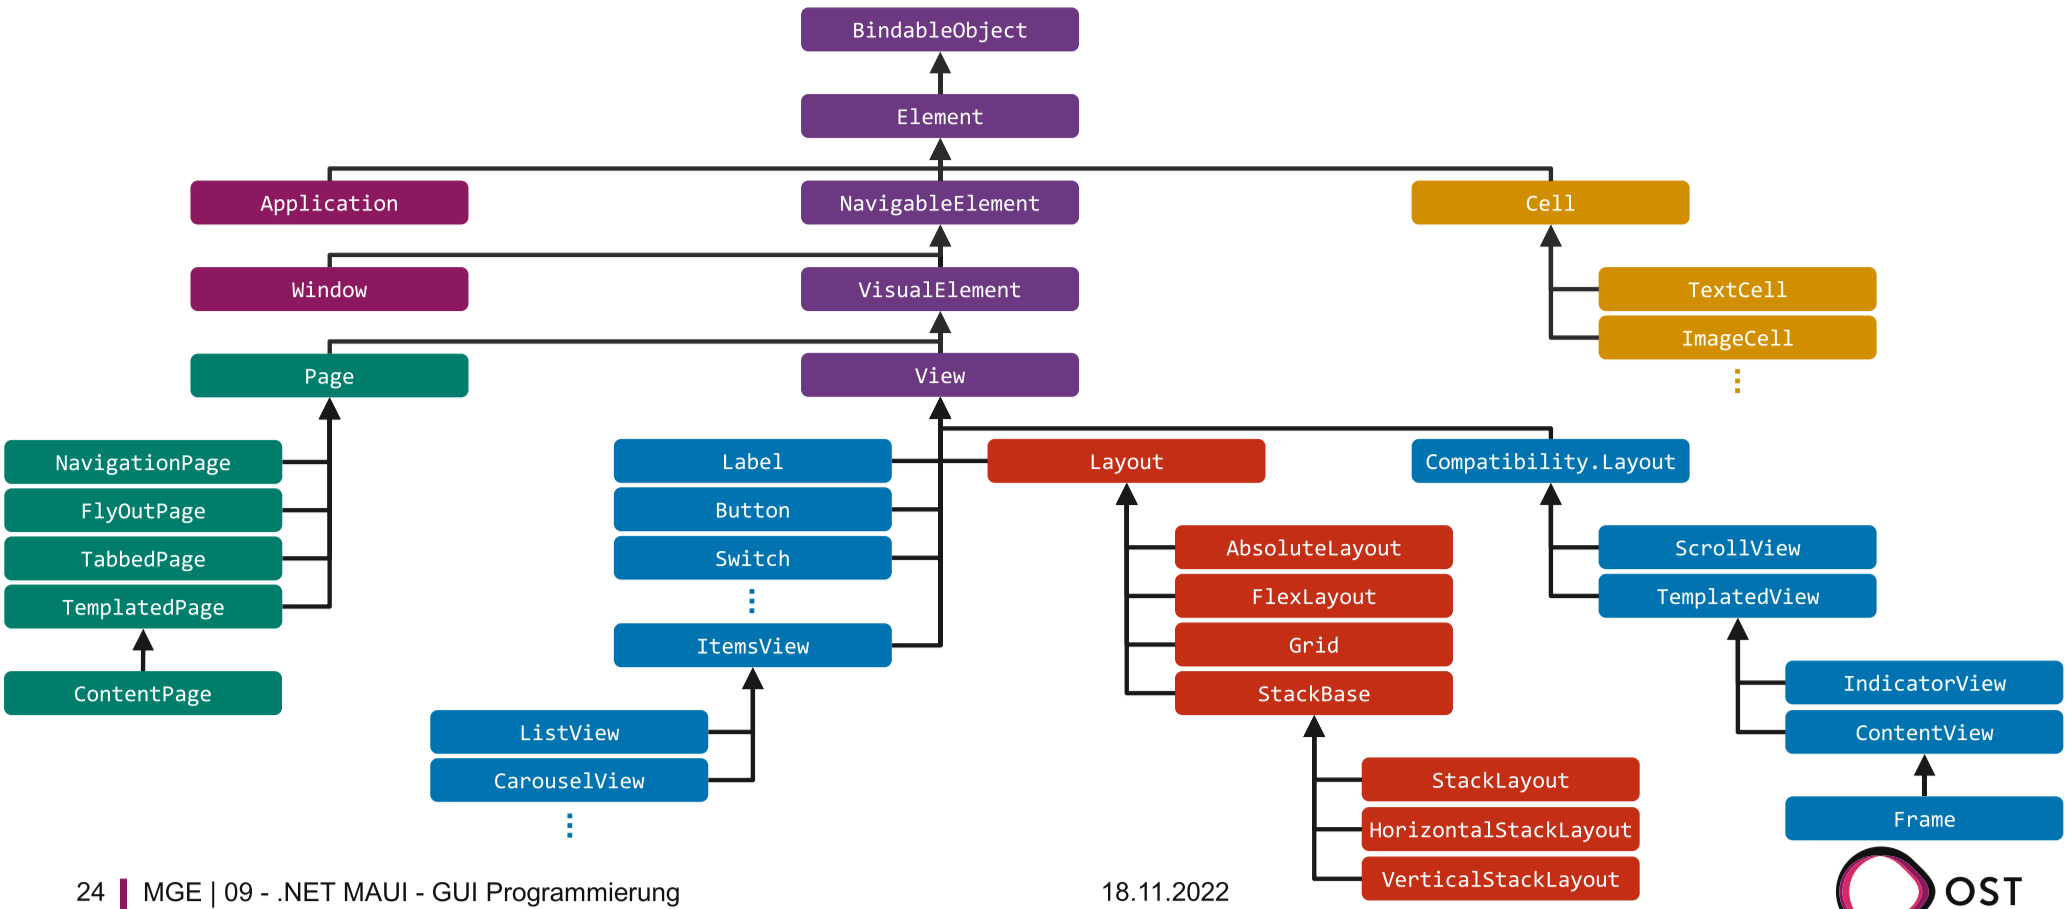 BindableObject
Element
Application
NavigableElement
Cell
Window
VisualElement
TextCell
ImageCell
Page
View
NavigationPage
FlyOutPage
TabbedPage
TemplatedPage
ContentPage
Label
Button
Switch
ItemsView
ListView
CarouselView
Layout
AbsoluteLayout
FlexLayout
Grid
StackBase
StackLayout
HorizontalStackLayout
VerticalStackLayout
Compatibility.Layout
ScrollView
TemplatedView
IndicatorView
ContentView
Frame
24 MGE | 09 - .NET MAUI - GUI Programmierung 18.11.2022
OST